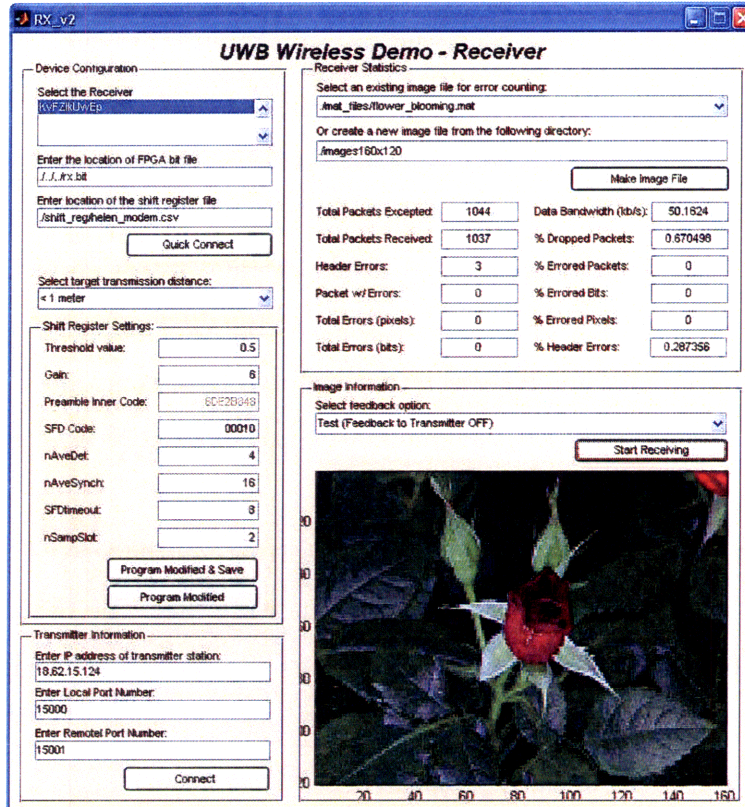 RX_v2
UWB Wireless Demo - Receiver
Device Configuration
Select the Receiver
KvFZlkUwEp
Enter the location of FPGA bit file
./../../rx.bit
Enter location of the shift register file
./shift_reg/helen_modem.csv
Quick Connect
Select target transmission distance:
< 1 meter
Shift Register Settings:
Threshold value: 0.5
Gain: 6
Preamble Inner Code:
SFD Code: 00010
nAveDet: 4
nAveSynch: 16
SFDtimeout: 8
nSampSlot: 2
Program Modified & Save
Program Modified
Transmitter Information
Enter IP address of transmitter station:
18.62.15.124
Enter Local Port Number:
15000
Enter Remotel Port Number:
15001
Connect
Receiver Statistics
Select an existing image file for error counting:
./mat_files/flower_blooming.mat
Or create a new image file from the following directory:
./images160x120
Make Image File
Total Packets Excepted: 1044 Data Bandwidth (kb/s): 50.1624
Total Packets Received: 1037 % Dropped Packets: 0.670498
Header Errors: 3 % Errored Packets: 0
Packet w/ Errors: 0 % Errored Bits: 0
Total Errors (pixels): 0 % Errored Pixels: 0
Total Errors (bits): 0 % Header Errors: 0.287356
Image Information
Select feedback option:
Test (Feedback to Transmitter OFF)
Start Receiving
20
40
60
80
00
20
20 40 60 80 100 120 140 160